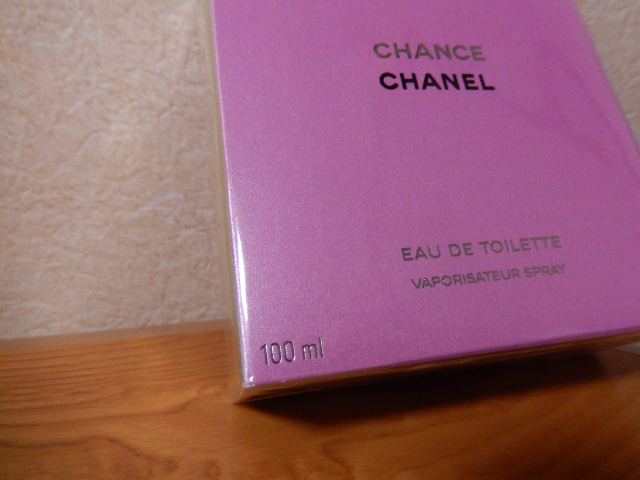 CHANCE
CHANEL
EAU DE TOILETTE
VAPORISATEUR SPRAY
100 ml